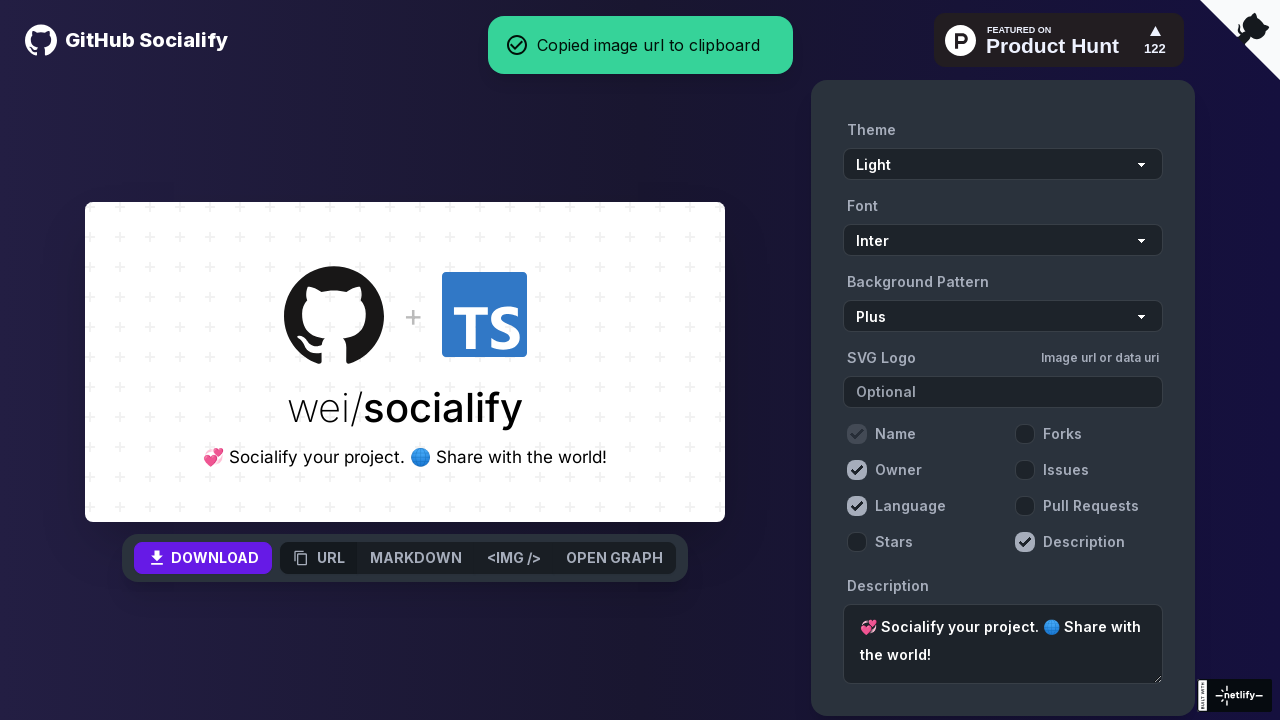 GitHub Socialify
Copied image url to clipboard
FEATURED ON
Product Hunt
122
Theme
Light
Font
Inter
Background Pattern
Plus
SVG Logo
Image url or data uri
Optional
Name
Forks
Owner
Issues
Language
Pull Requests
Stars
Description
Description
💞 Socialify your project. 🌐 Share with
the world!
+
TS
wei/socialify
💞 Socialify your project. 🌐 Share with the world!
DOWNLOAD
URL
MARKDOWN
<IMG />
OPEN GRAPH
BUILT WITH
netlify